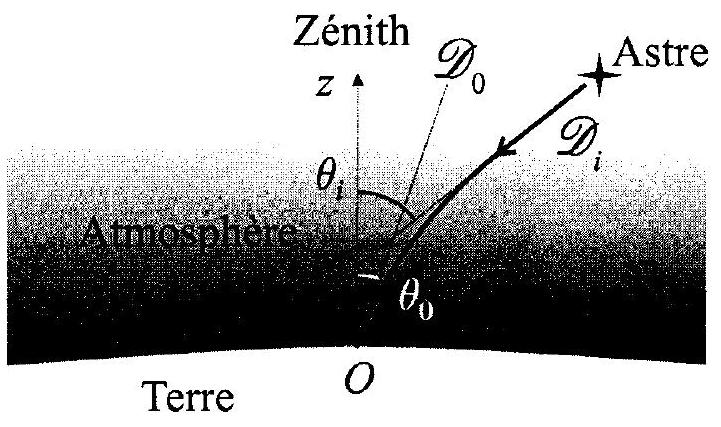 Zénith
z
𝒟₀
Astre
𝒟ᵢ
θᵢ
Atmosphère
θ₀
O
Terre